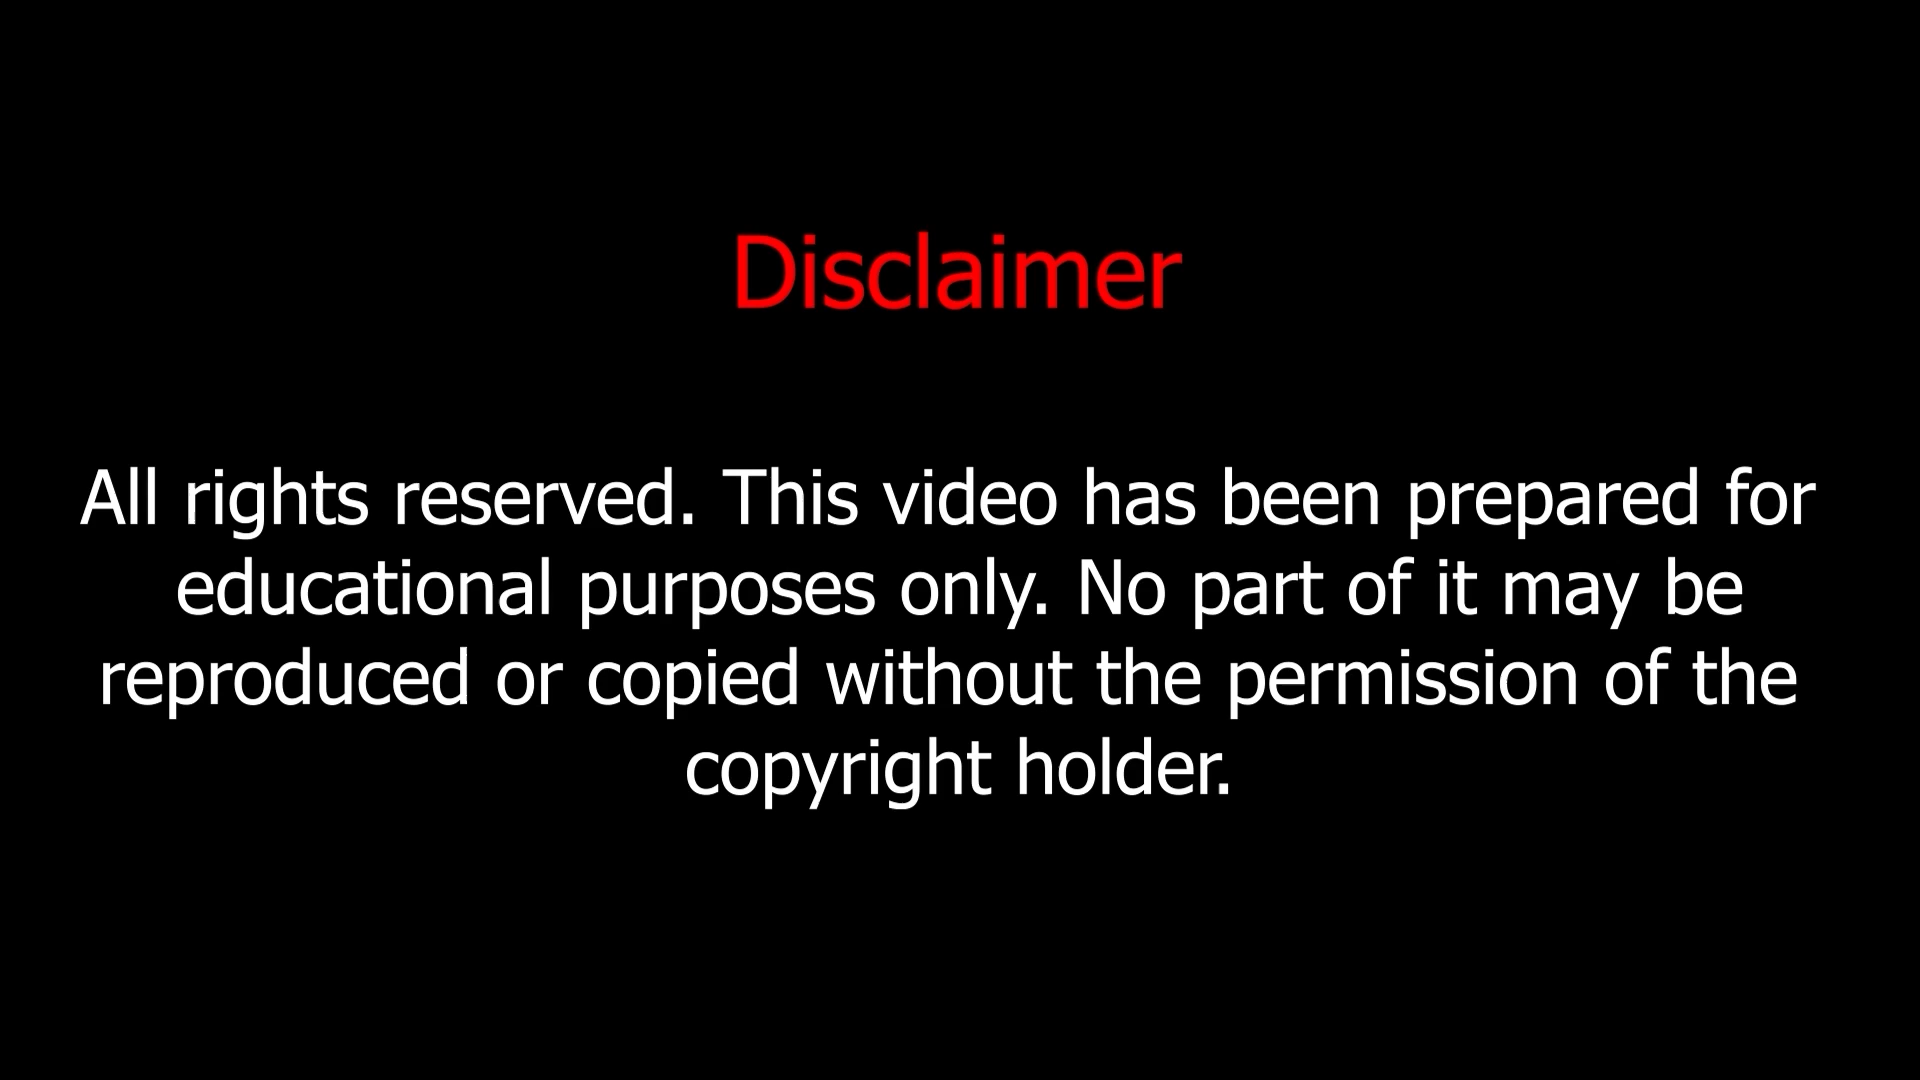 Disclaimer
All rights reserved. This video has been prepared for
educational purposes only. No part of it may be
reproduced or copied without the permission of the
copyright holder.